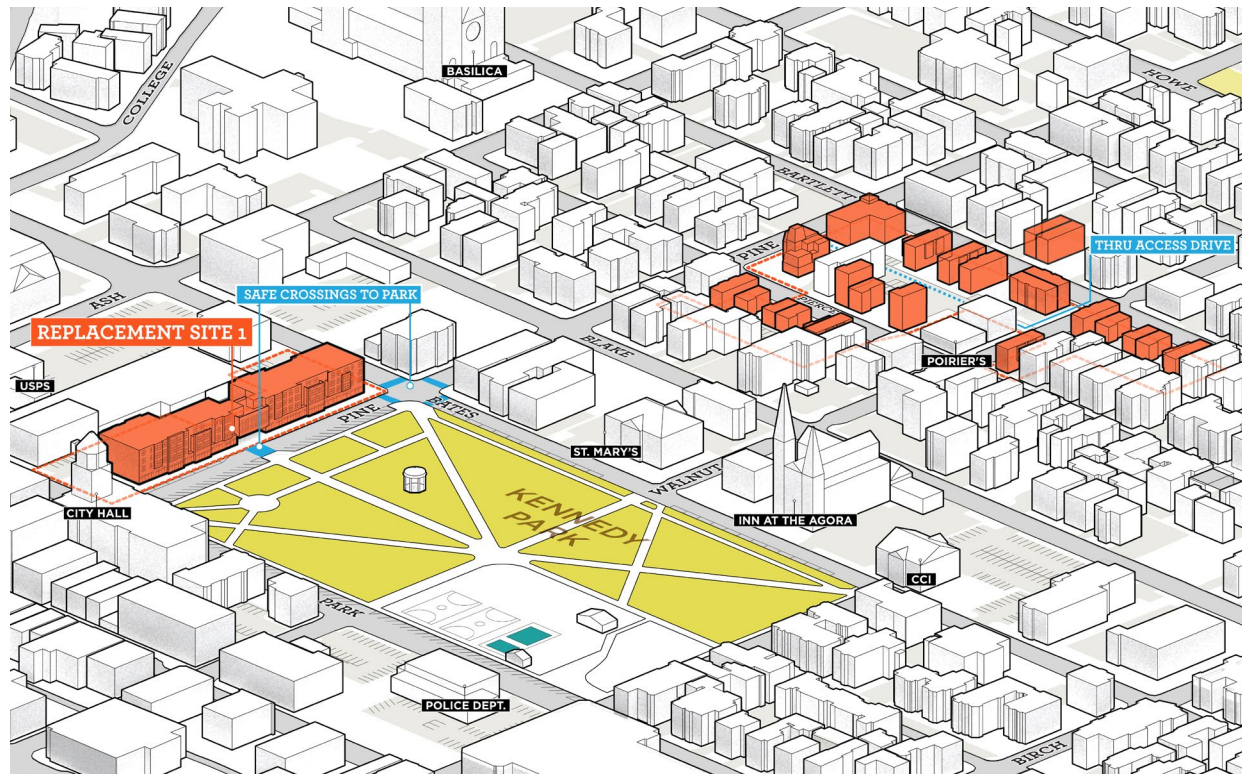 BASILICA
COLLEGE
HOWE
BARTLETT
PINE
THRU ACCESS DRIVE
ASH
SAFE CROSSINGS TO PARK
REPLACEMENT SITE 1
PIERCE
BLAKE
POIRIER'S
USPS
PINE
BATES
ST. MARY'S
WALNUT
CITY HALL
KENNEDY
PARK
INN AT THE AGORA
CCI
PARK
POLICE DEPT.
BIRCH